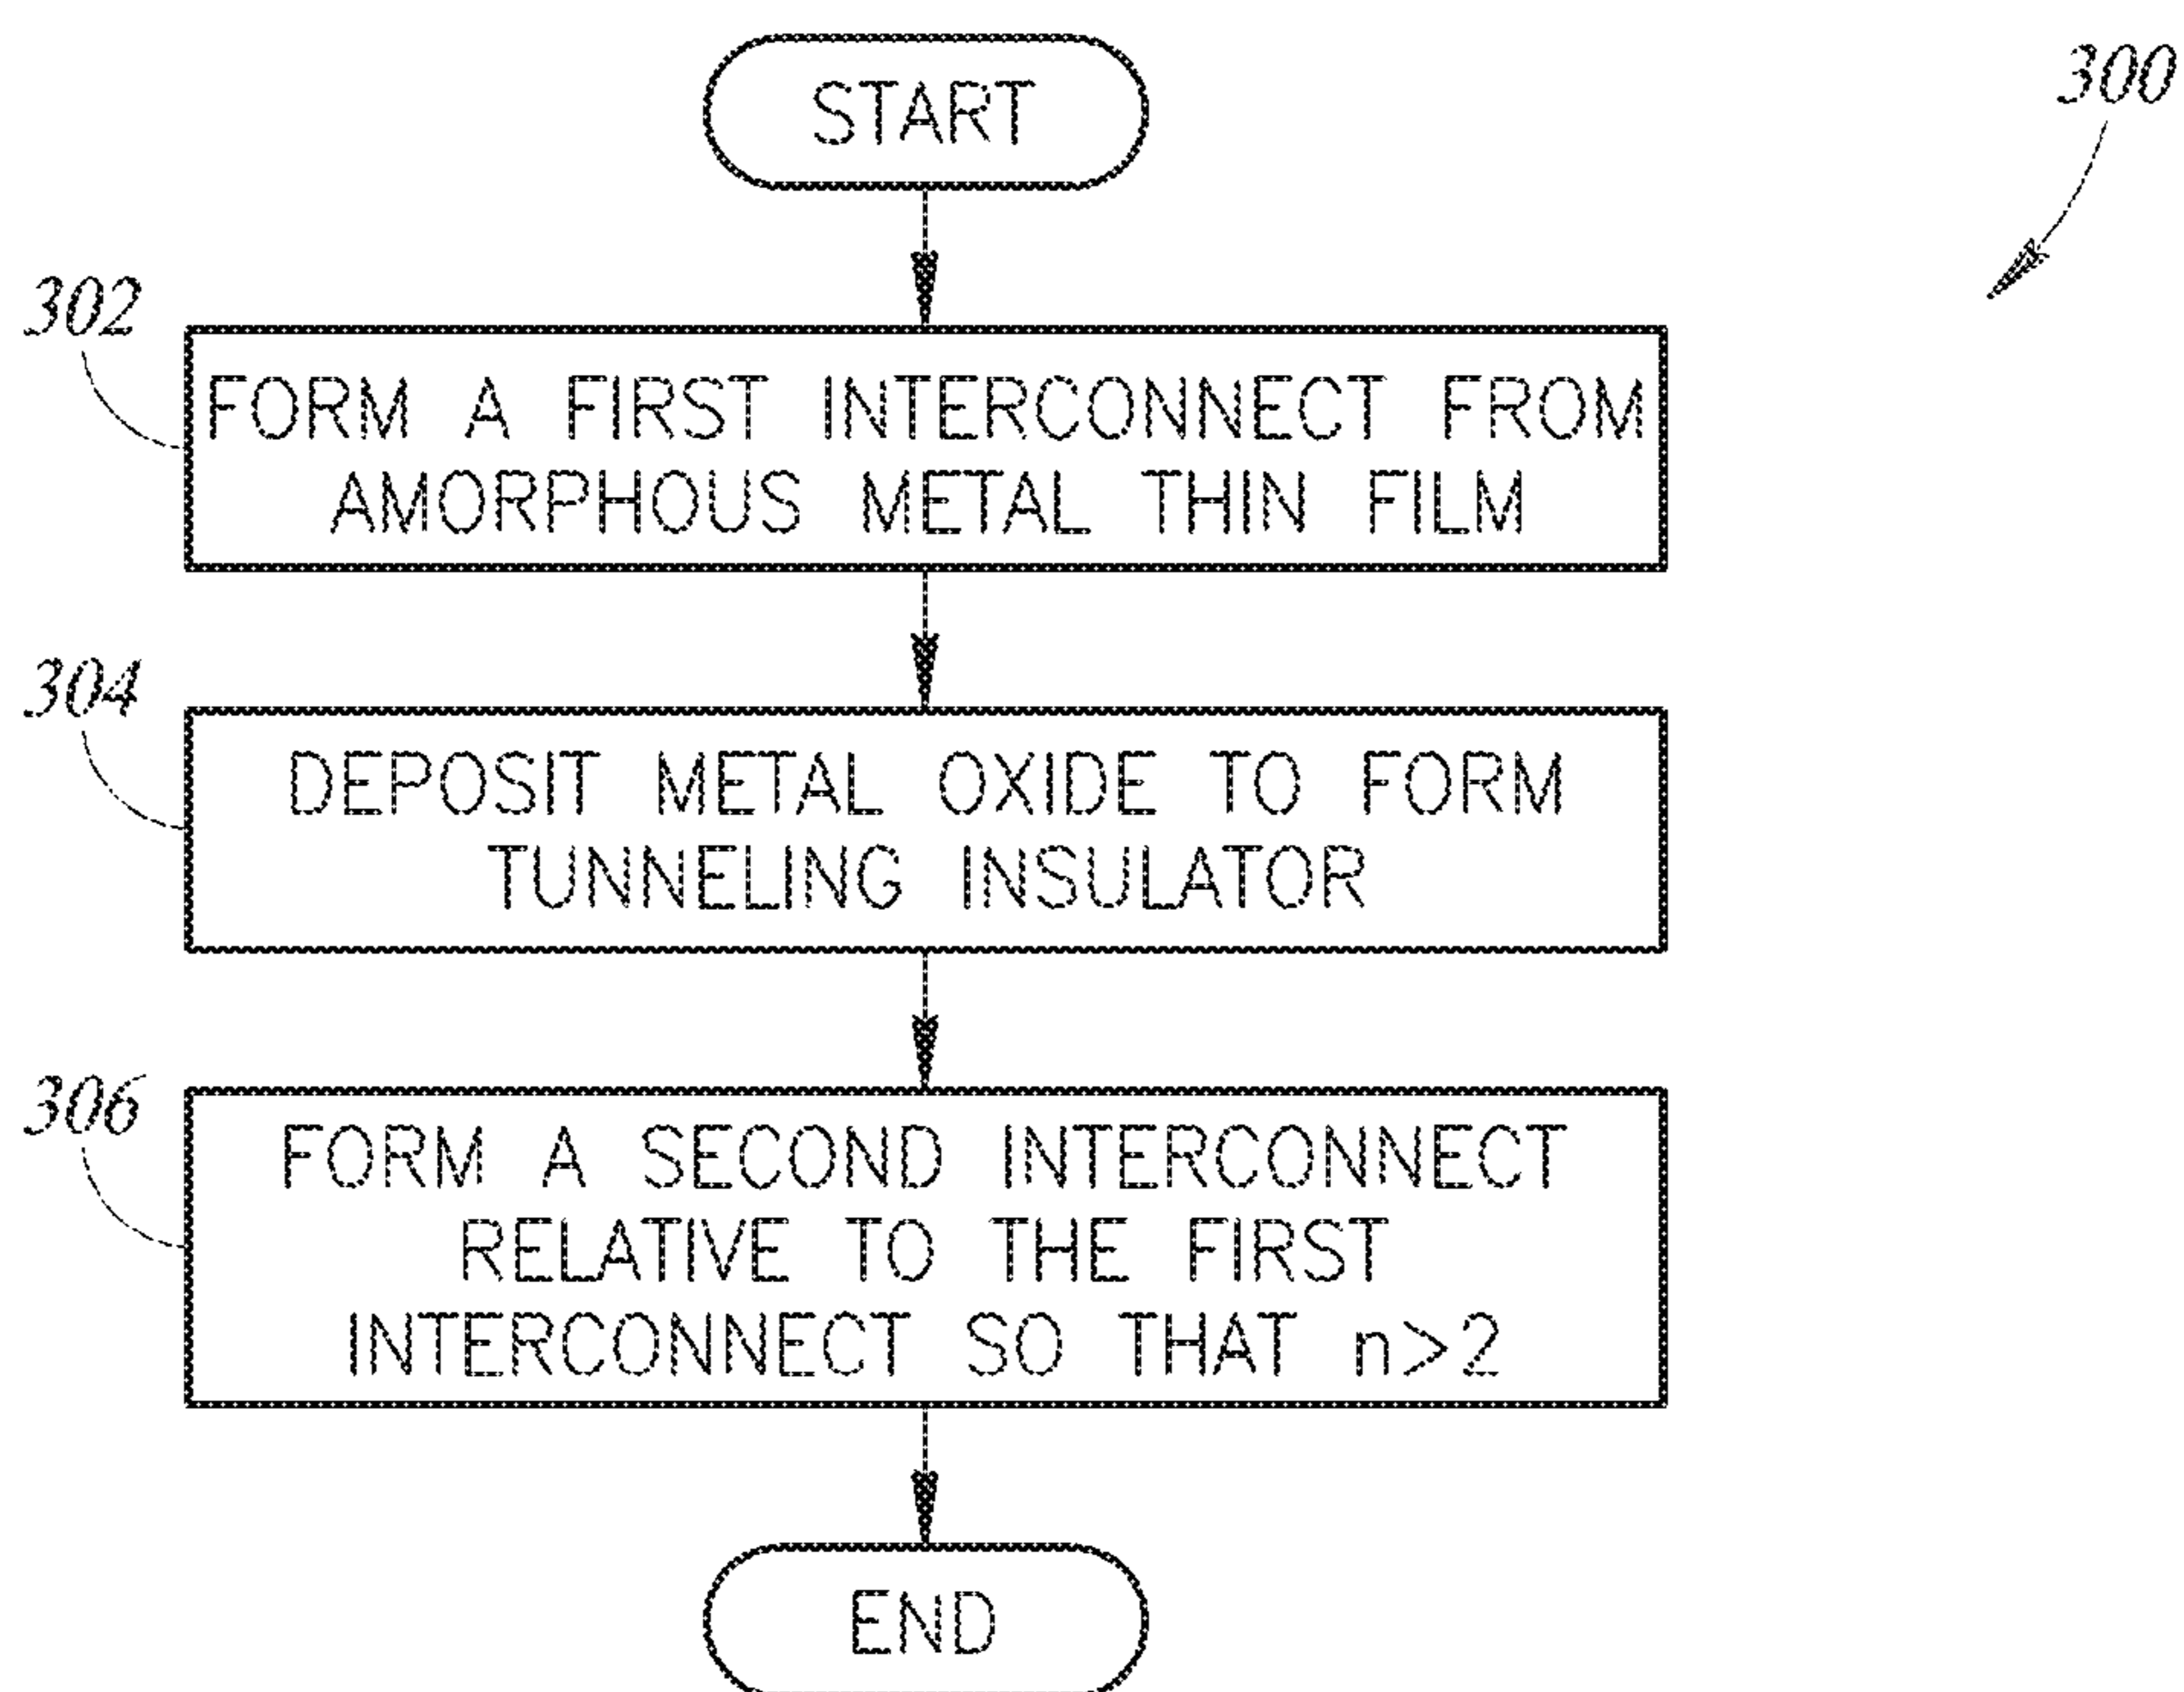 START
300
302
FORM A FIRST INTERCONNECT FROM
AMORPHOUS METAL THIN FILM
304
DEPOSIT METAL OXIDE TO FORM
TUNNELING INSULATOR
306
FORM A SECOND INTERCONNECT
RELATIVE TO THE FIRST
INTERCONNECT SO THAT n>2
END